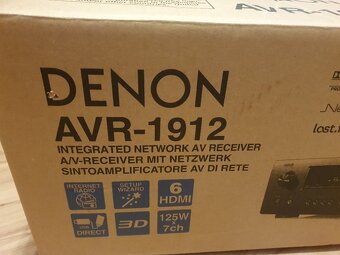 DENON
AVR-1912
INTEGRATED NETWORK AV RECEIVER
A/V-RECEIVER MIT NETZWERK
SINTOAMPLIFICATORE AV DI RETE
INTERNET RADIO
SETUP WIZARD
6 HDMI
DIRECT
3D
125W x 7ch